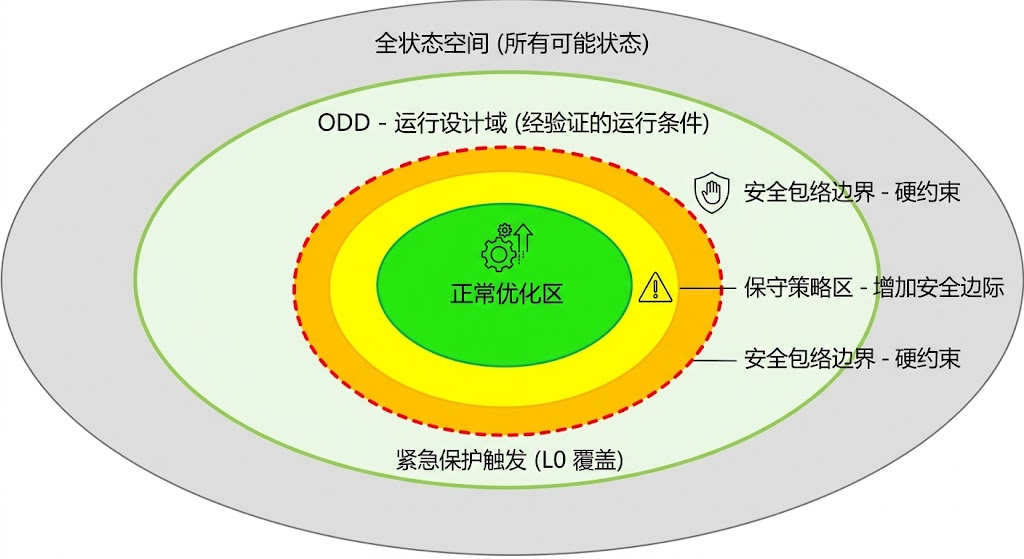 全状态空间 (所有可能状态)
ODD - 运行设计域 (经验证的运行条件)
安全包络边界 - 硬约束
正常优化区
保守策略区 - 增加安全边际
安全包络边界 - 硬约束
紧急保护触发 (L0 覆盖)